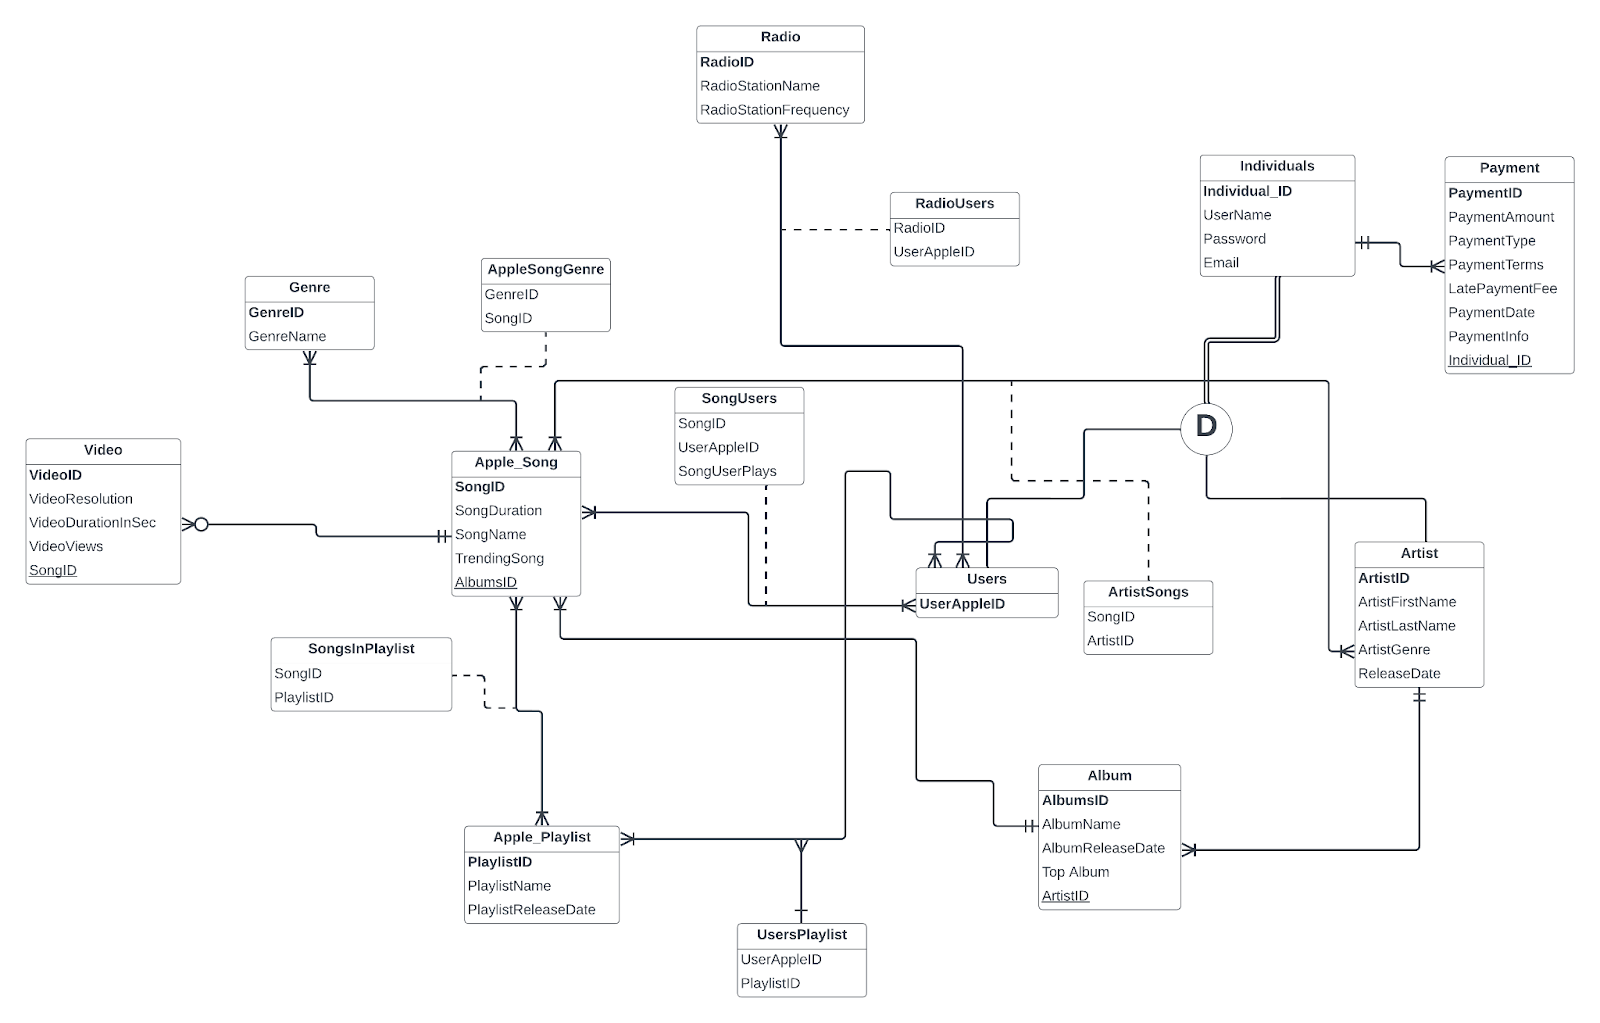 Radio
RadioID
RadioStationName
RadioStationFrequency
Individuals
Individual_ID
UserName
Password
Email
Payment
PaymentID
PaymentAmount
PaymentType
PaymentTerms
LatePaymentFee
PaymentDate
PaymentInfo
Individual_ID
RadioUsers
RadioID
UserAppleID
AppleSongGenre
GenreID
SongID
Genre
GenreID
GenreName
SongUsers
SongID
UserAppleID
SongUserPlays
D
Video
VideoID
VideoResolution
VideoDurationInSec
VideoViews
SongID
Apple_Song
SongID
SongDuration
SongName
TrendingSong
AlbumsID
Users
UserAppleID
ArtistSongs
SongID
ArtistID
Artist
ArtistID
ArtistFirstName
ArtistLastName
ArtistGenre
ReleaseDate
SongsInPlaylist
SongID
PlaylistID
Album
AlbumsID
AlbumName
AlbumReleaseDate
Top Album
ArtistID
Apple_Playlist
PlaylistID
PlaylistName
PlaylistReleaseDate
UsersPlaylist
UserAppleID
PlaylistID